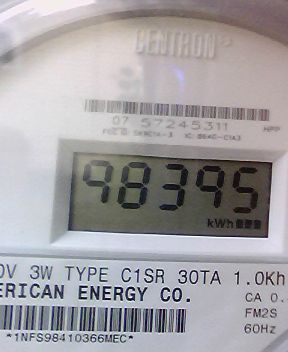 CENTRON
07 57245311
HPP
98395
kWh
0V 3W TYPE C1SR 30TA 1.0Kh
ERICAN ENERGY CO.
CA 0.
FM2S
60Hz
*1NFS98410366MEC*